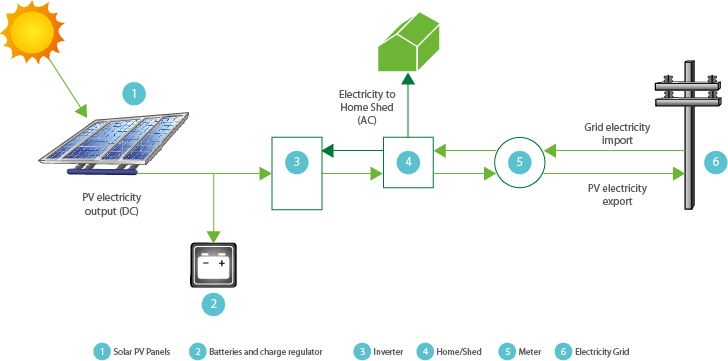 1
Electricity to
Home Shed
(AC)
Grid electricity
import
3
4
5
6
PV electricity
output (DC)
PV electricity
export
− +
2
1 Solar PV Panels 2 Batteries and charge regulator 3 Inverter 4 Home/Shed 5 Meter 6 Electricity Grid